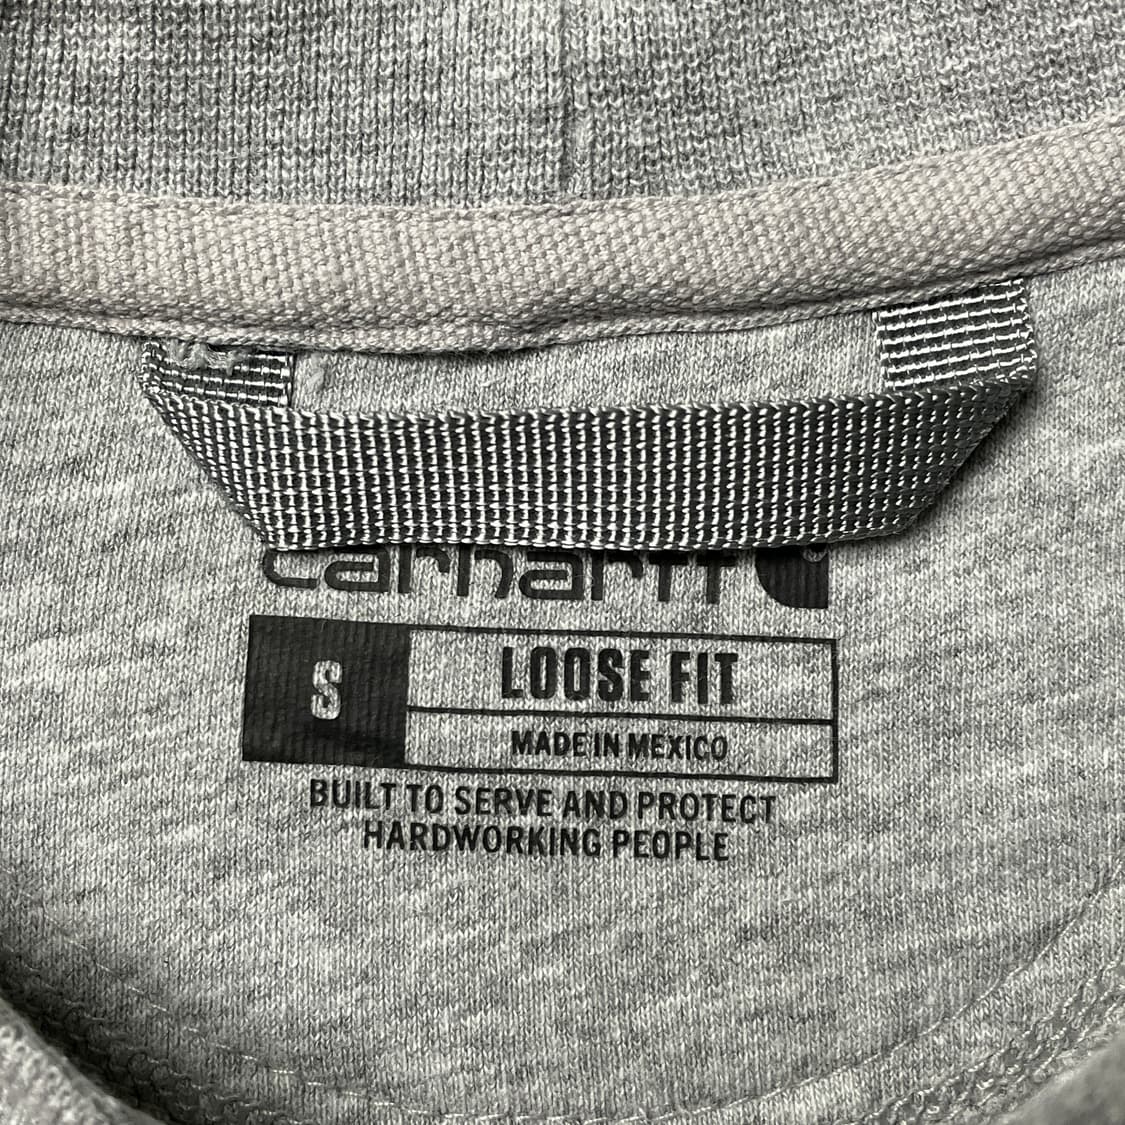 carhartt
S
LOOSE FIT
MADE IN MEXICO
BUILT TO SERVE AND PROTECT
HARDWORKING PEOPLE